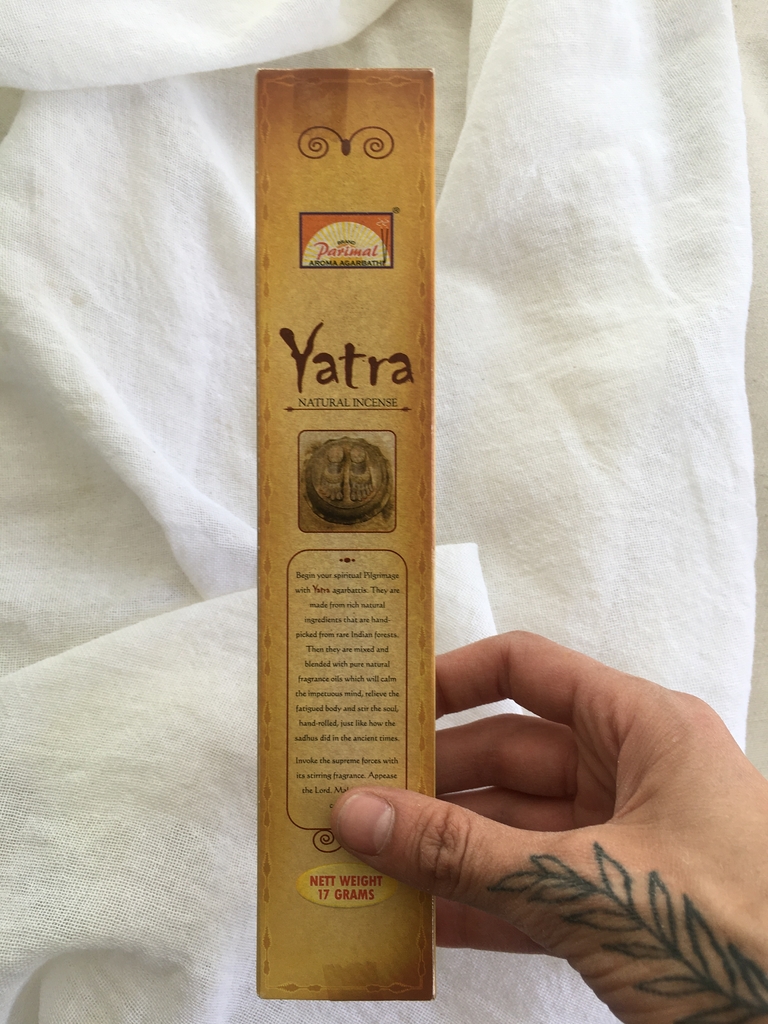 BRAND
Parimal
AROMA AGARBATHI
®
Yatra
NATURAL INCENSE
Begin your spiritual Pilgrimage
with Yatra agarbattis. They are
made from rich natural
ingredients that are hand-
picked from rare Indian forests.
Then they are mixed and
blended with pure natural
fragrance oils which will calm
the impetuous mind, relieve the
fatigued body and stir the soul,
hand-rolled, just like how the
sadhus did in the ancient times.
Invoke the supreme forces with
its stirring fragrance. Appease
the Lord.
NETT WEIGHT
17 GRAMS